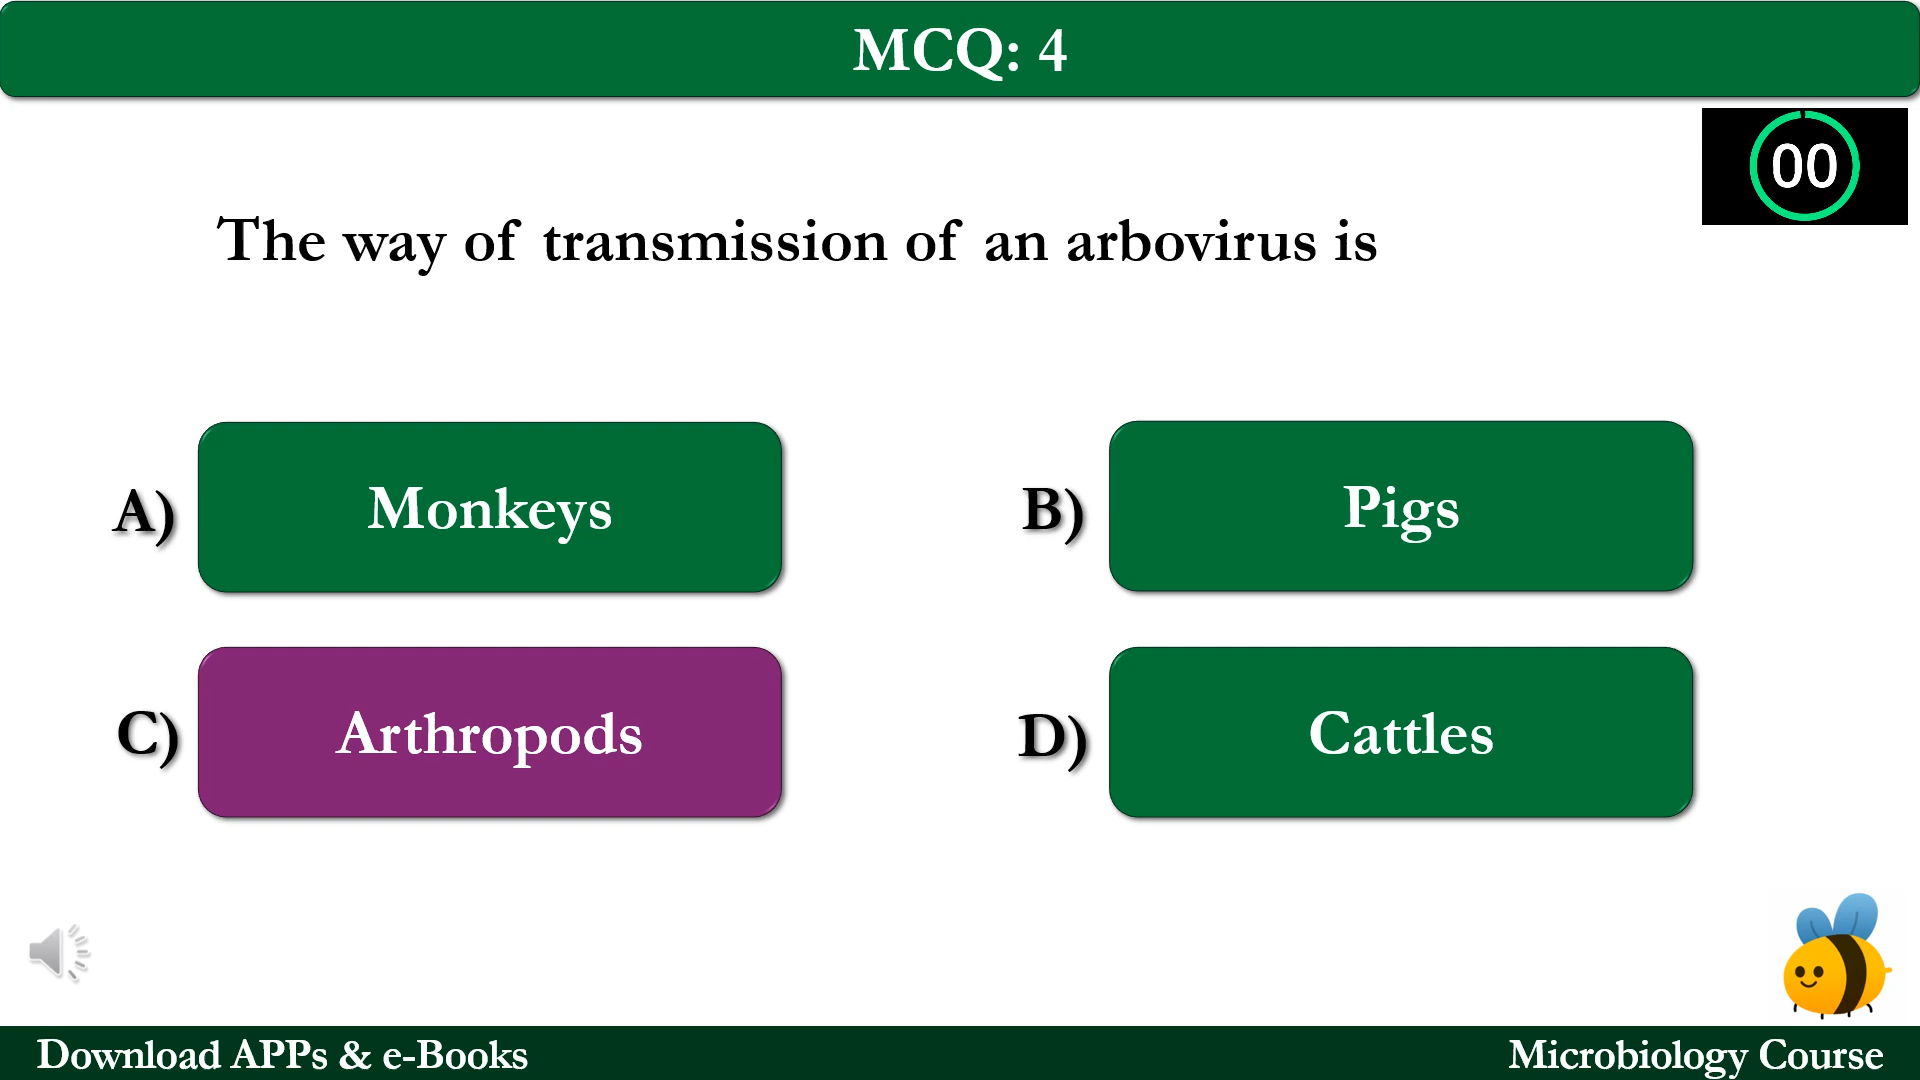 MCQ: 4
00
The way of transmission of an arbovirus is
A) Monkeys
B) Pigs
C) Arthropods
D) Cattles
Download APPs & e-Books
Microbiology Course